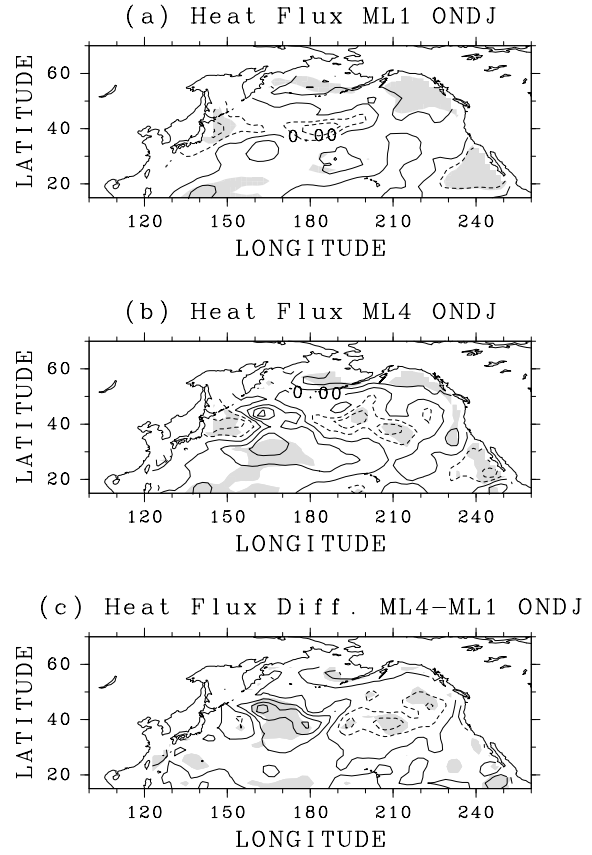 (a) Heat Flux ML1 ONDJ
LATITUDE
60
40
20
0.00
120 150 180 210 240
LONGITUDE
(b) Heat Flux ML4 ONDJ
LATITUDE
60
40
20
0.00
120 150 180 210 240
LONGITUDE
(c) Heat Flux Diff. ML4-ML1 ONDJ
LATITUDE
60
40
20
120 150 180 210 240
LONGITUDE